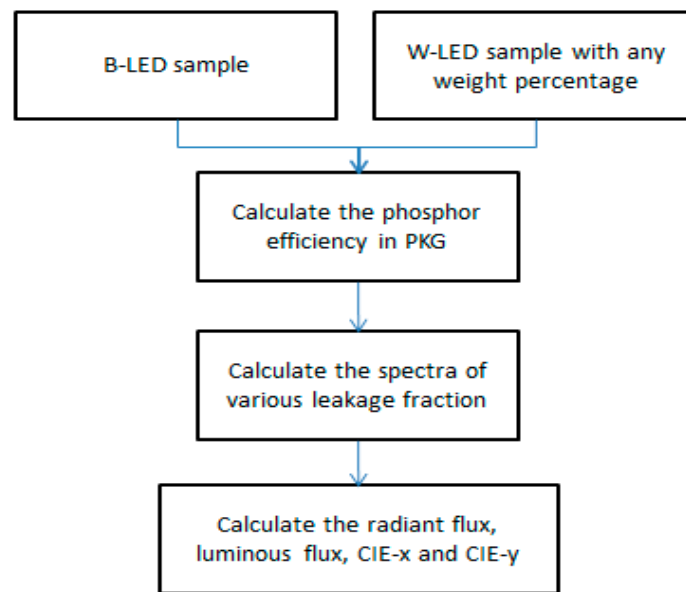 B-LED sample
W-LED sample with any
weight percentage
Calculate the phosphor
efficiency in PKG
Calculate the spectra of
various leakage fraction
Calculate the radiant flux,
luminous flux, CIE-x and CIE-y